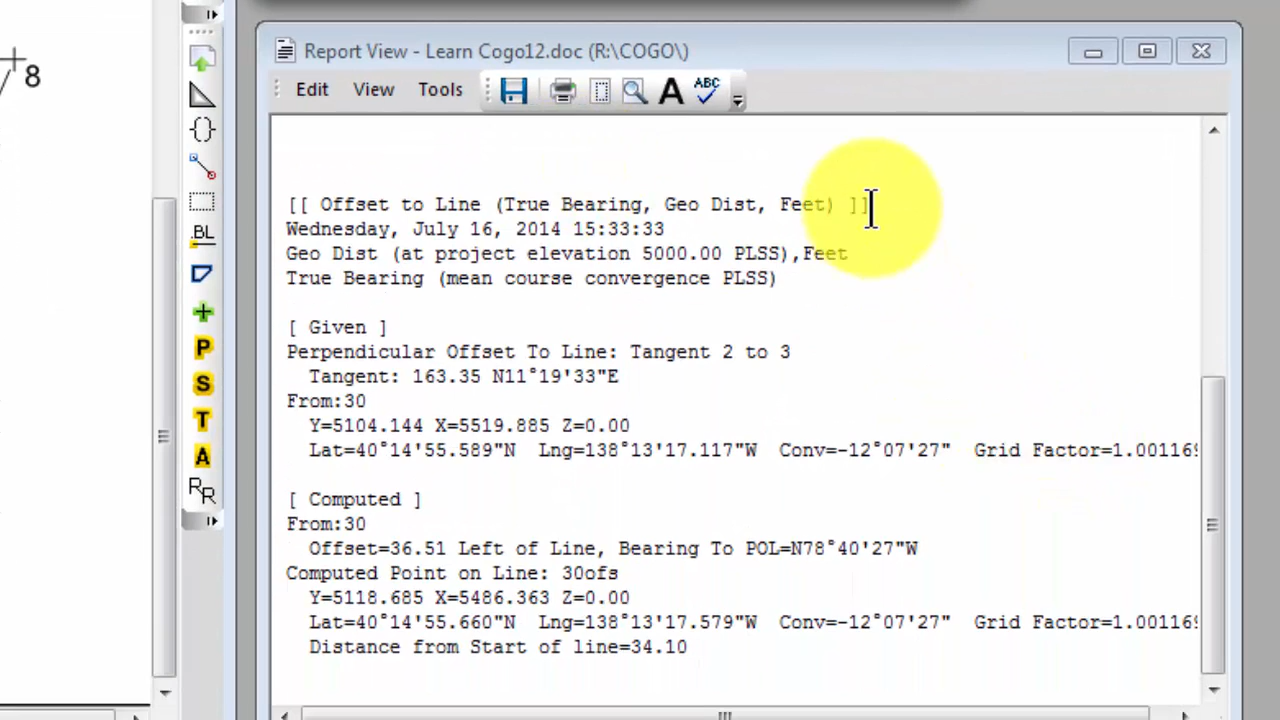 8
Report View - Learn Cogo12.doc (R:\COGO\)
Edit View Tools
A ABC
{}
.BL
P
S
T
A
RR
[[ Offset to Line (True Bearing, Geo Dist, Feet) ]]
Wednesday, July 16, 2014 15:33:33
Geo Dist (at project elevation 5000.00 PLSS),Feet
True Bearing (mean course convergence PLSS)
[ Given ]
Perpendicular Offset To Line: Tangent 2 to 3
Tangent: 163.35 N11°19'33"E
From:30
Y=5104.144 X=5519.885 Z=0.00
Lat=40°14'55.589"N Lng=138°13'17.117"W Conv=-12°07'27" Grid Factor=1.001169
[ Computed ]
From:30
Offset=36.51 Left of Line, Bearing To POL=N78°40'27"W
Computed Point on Line: 30ofs
Y=5118.685 X=5486.363 Z=0.00
Lat=40°14'55.660"N Lng=138°13'17.579"W Conv=-12°07'27" Grid Factor=1.001169
Distance from Start of line=34.10